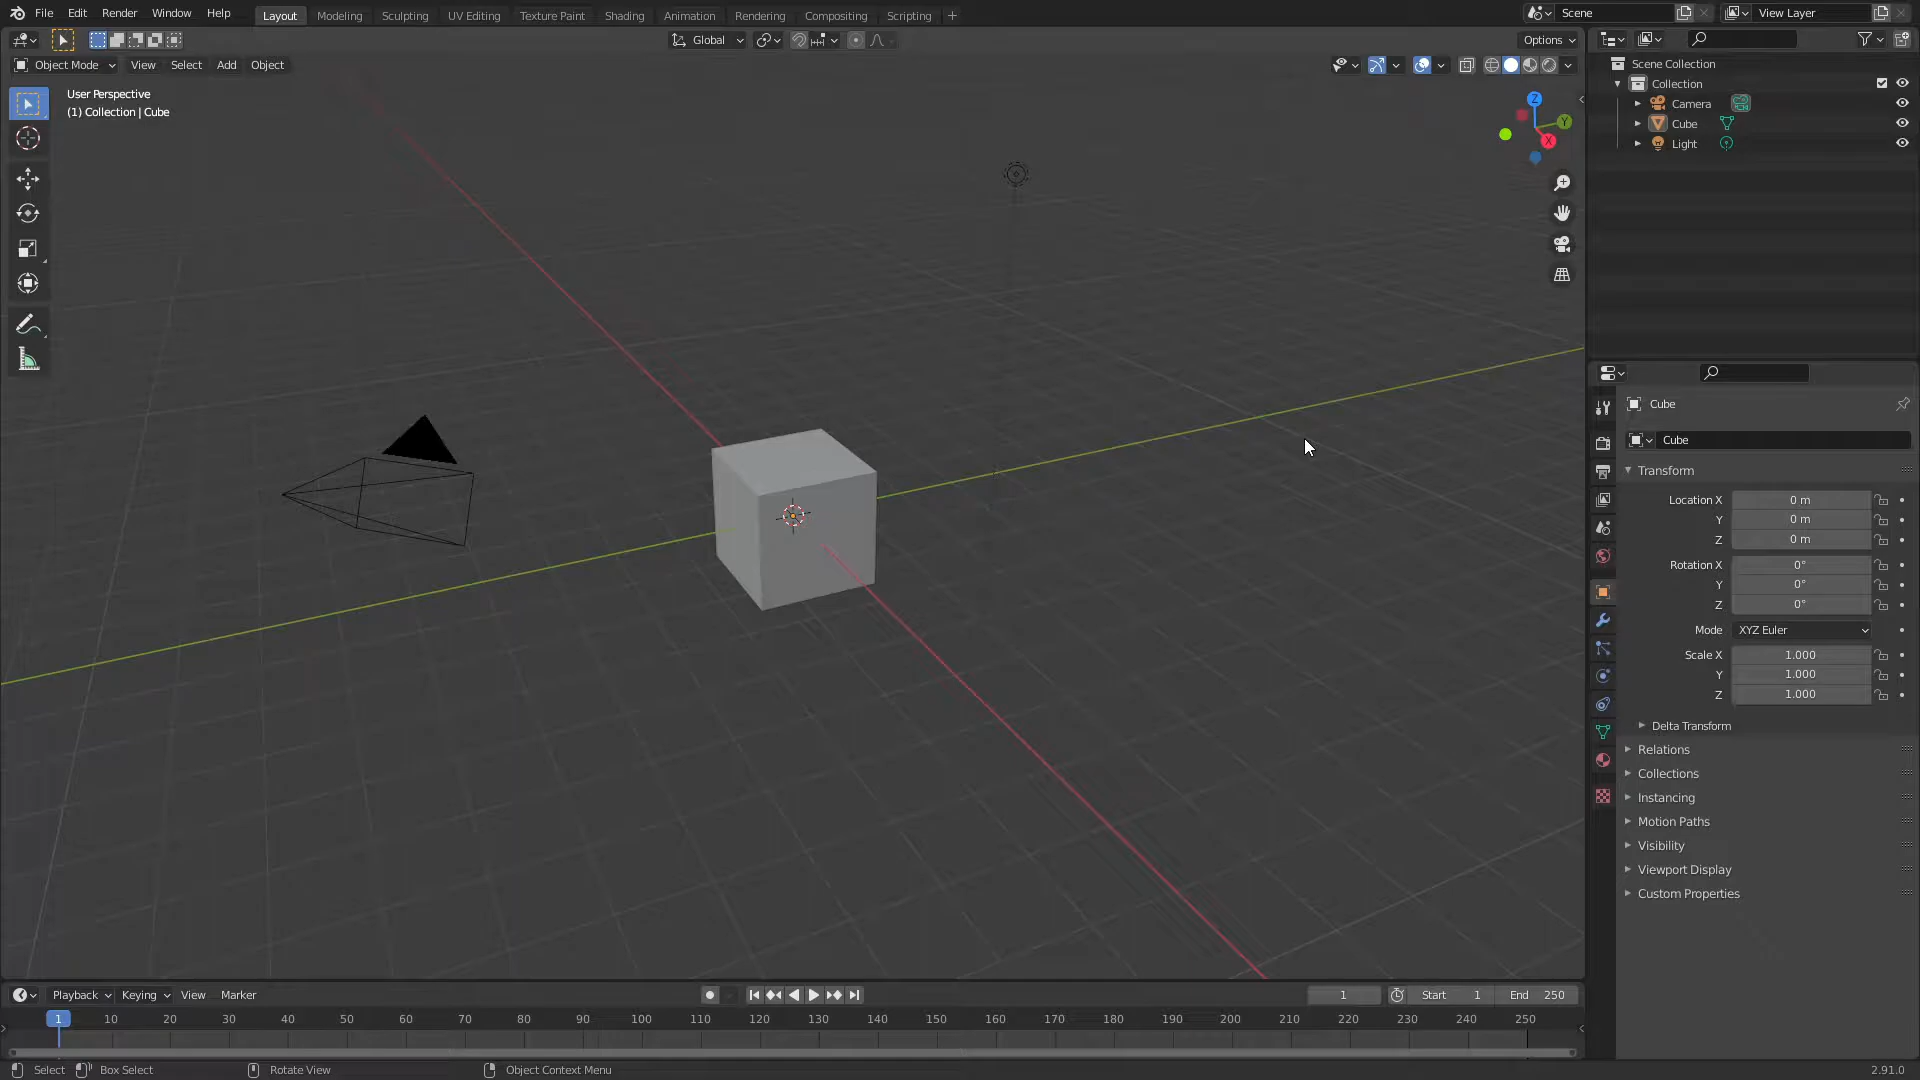 File Edit Render Window Help Layout Modeling Sculpting UV Editing Texture Paint Shading Animation Rendering Compositing Scripting + Scene View Layer
Global Options
Object Mode View Select Add Object
User Perspective
(1) Collection | Cube
Z
Y
X
Scene Collection
Collection
Camera
Cube
Light
Cube
Cube
Transform
Location X 0 m
Y 0 m
Z 0 m
Rotation X 0°
Y 0°
Z 0°
Mode XYZ Euler
Scale X 1.000
Y 1.000
Z 1.000
Delta Transform
Relations
Collections
Instancing
Motion Paths
Visibility
Viewport Display
Custom Properties
Playback Keying View Marker 1 Start 1 End 250
1 10 20 30 40 50 60 70 80 90 100 110 120 130 140 150 160 170 180 190 200 210 220 230 240 250
Select Box Select Rotate View Object Context Menu 2.91.0